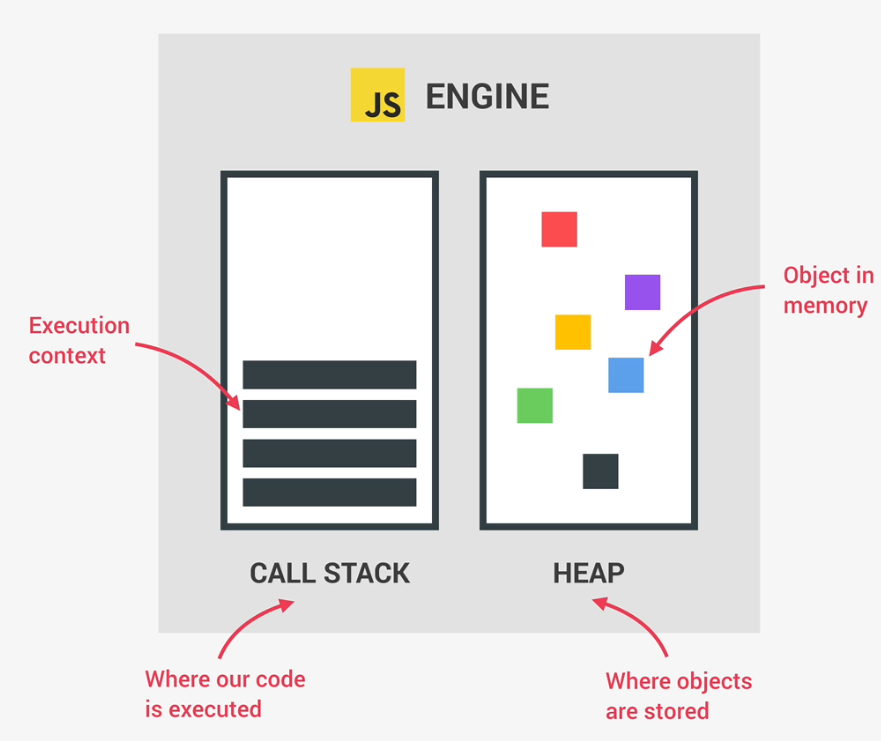 JS ENGINE
Object in
memory
Execution
context
CALL STACK
HEAP
Where our code
is executed
Where objects
are stored